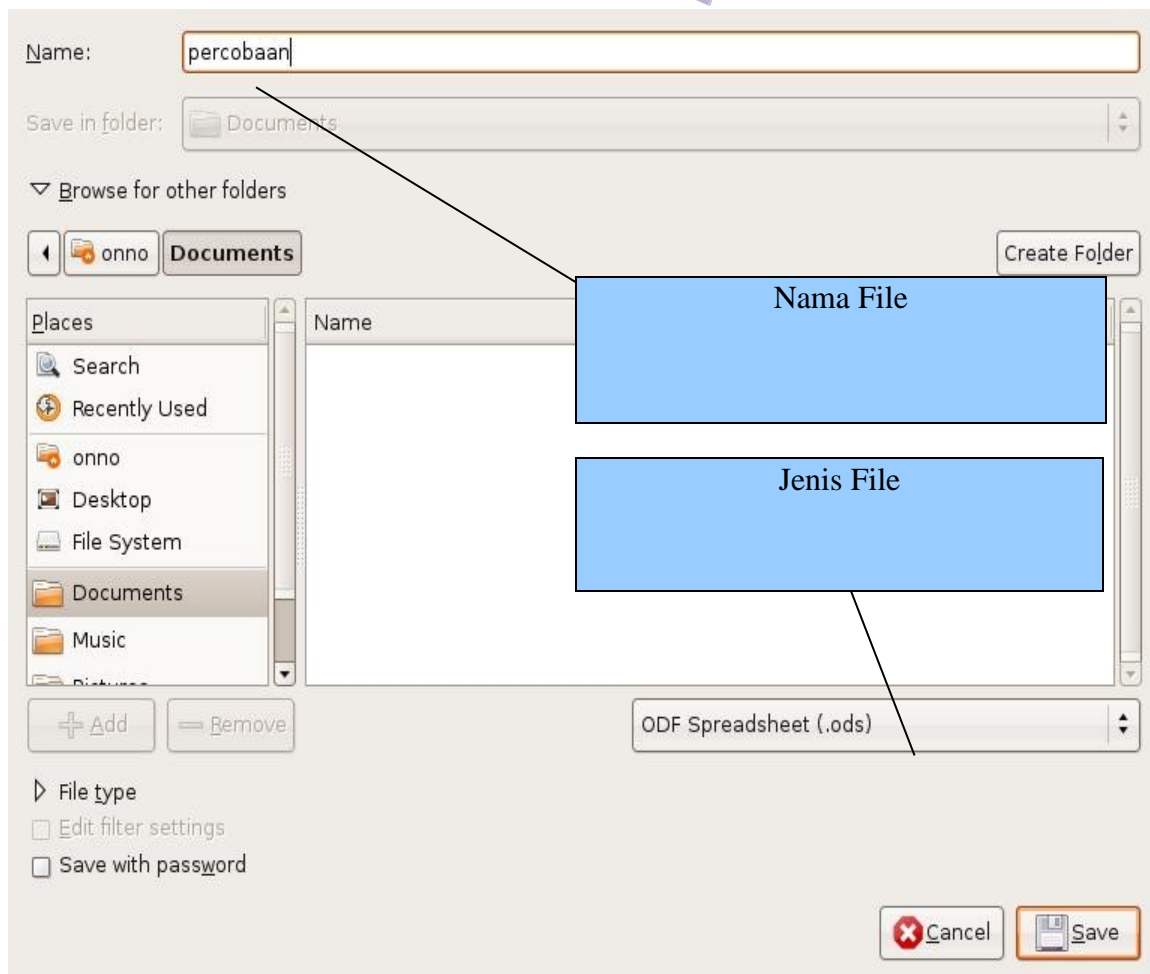 Name: percobaan
Save in folder: Documents
Browse for other folders
onno Documents Create Folder
Places Name
Nama File
Search
Recently Used
onno
Jenis File
Desktop
File System
Documents
Music
Pictures
Add Remove ODF Spreadsheet (.ods)
File type
Edit filter settings
Save with password
Cancel Save